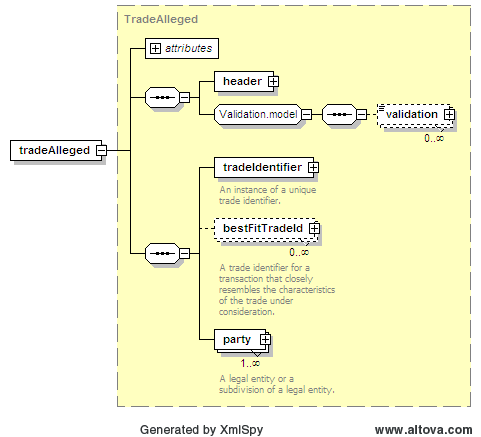 TradeAlleged
attributes
header
Validation.model
validation
0..∞
tradeAlleged
tradeIdentifier
An instance of a unique
trade identifier.
bestFitTradeId
0..∞
A trade identifier for a
transaction that closely
resembles the characteristics
of the trade under
consideration.
party
1..∞
A legal entity or a
subdivision of a legal entity.
Generated by XmlSpy
www.altova.com